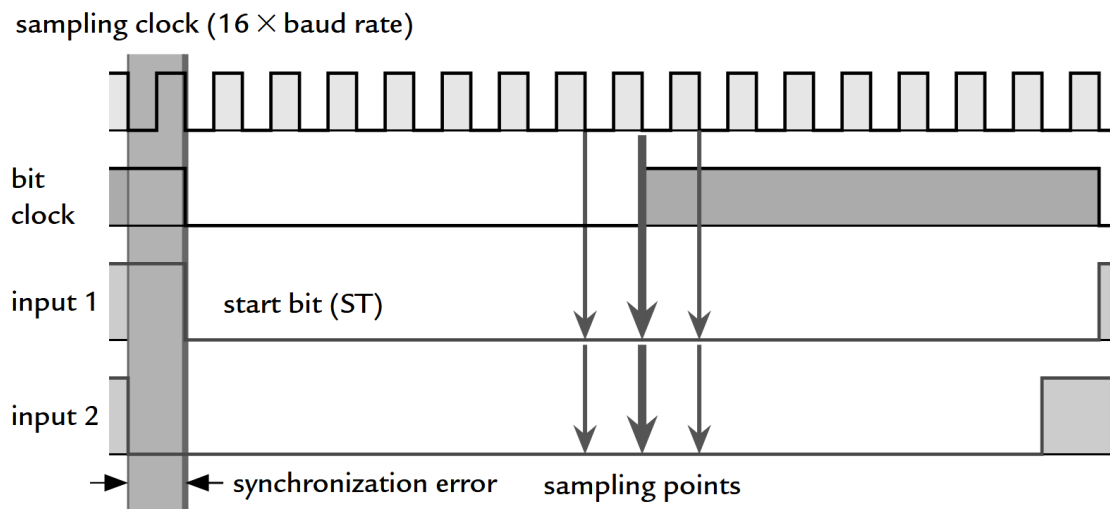 sampling clock (16 × baud rate)
bit
clock
input 1
start bit (ST)
input 2
synchronization error
sampling points